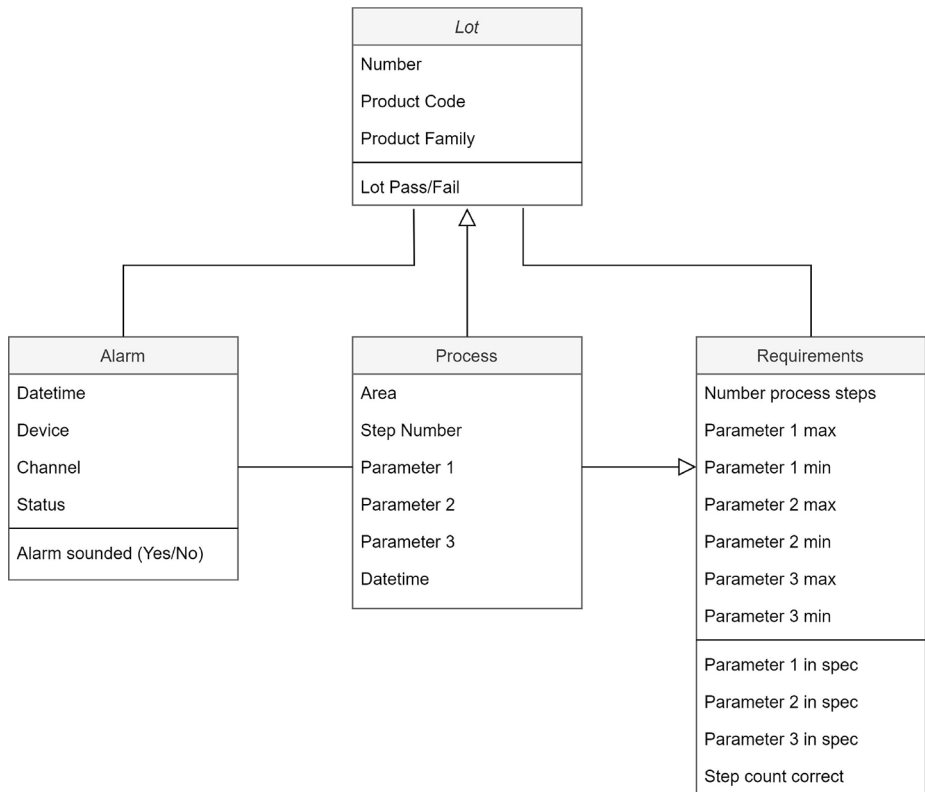 Lot
Number
Product Code
Product Family
Lot Pass/Fail
Alarm
Datetime
Device
Channel
Status
Alarm sounded (Yes/No)
Process
Area
Step Number
Parameter 1
Parameter 2
Parameter 3
Datetime
Requirements
Number process steps
Parameter 1 max
Parameter 1 min
Parameter 2 max
Parameter 2 min
Parameter 3 max
Parameter 3 min
Parameter 1 in spec
Parameter 2 in spec
Parameter 3 in spec
Step count correct